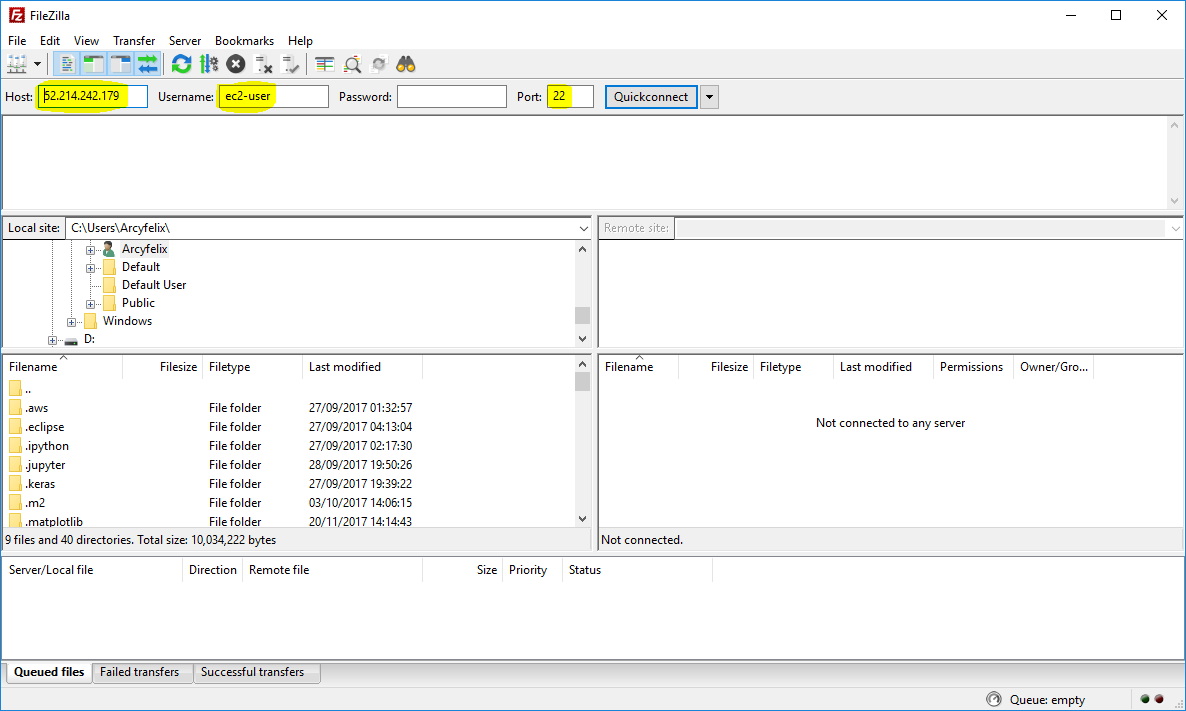 FileZilla
File Edit View Transfer Server Bookmarks Help
Host: 52.214.242.179 Username: ec2-user Password: Port: 22 Quickconnect
Local site: C:\Users\Arcyfelix\ Remote site:
Arcyfelix
Default
Default User
Public
Windows
D:
Filename Filesize Filetype Last modified
..
.aws File folder 27/09/2017 01:32:57
.eclipse File folder 27/09/2017 04:13:04
.ipython File folder 27/09/2017 02:17:30
.jupyter File folder 28/09/2017 19:50:26
.keras File folder 27/09/2017 19:39:22
.m2 File folder 03/10/2017 14:06:15
.matplotlib File folder 20/11/2017 14:14:43
9 files and 40 directories. Total size: 10,034,222 bytes
Filename Filesize Filetype Last modified Permissions Owner/Gro...
Not connected to any server
Not connected.
Server/Local file Direction Remote file Size Priority Status
Queued files Failed transfers Successful transfers
Queue: empty